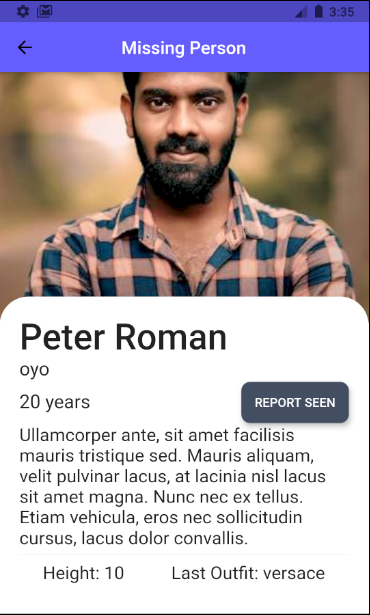 3:35
Missing Person
Peter Roman
oyo
20 years
REPORT SEEN
Ullamcorper ante, sit amet facilisis
mauris tristique sed. Mauris aliquam,
velit pulvinar lacus, at lacinia nisl lacus
sit amet magna. Nunc nec ex tellus.
Etiam vehicula, eros nec sollicitudin
cursus, lacus dolor convallis.
Height: 10 Last Outfit: versace